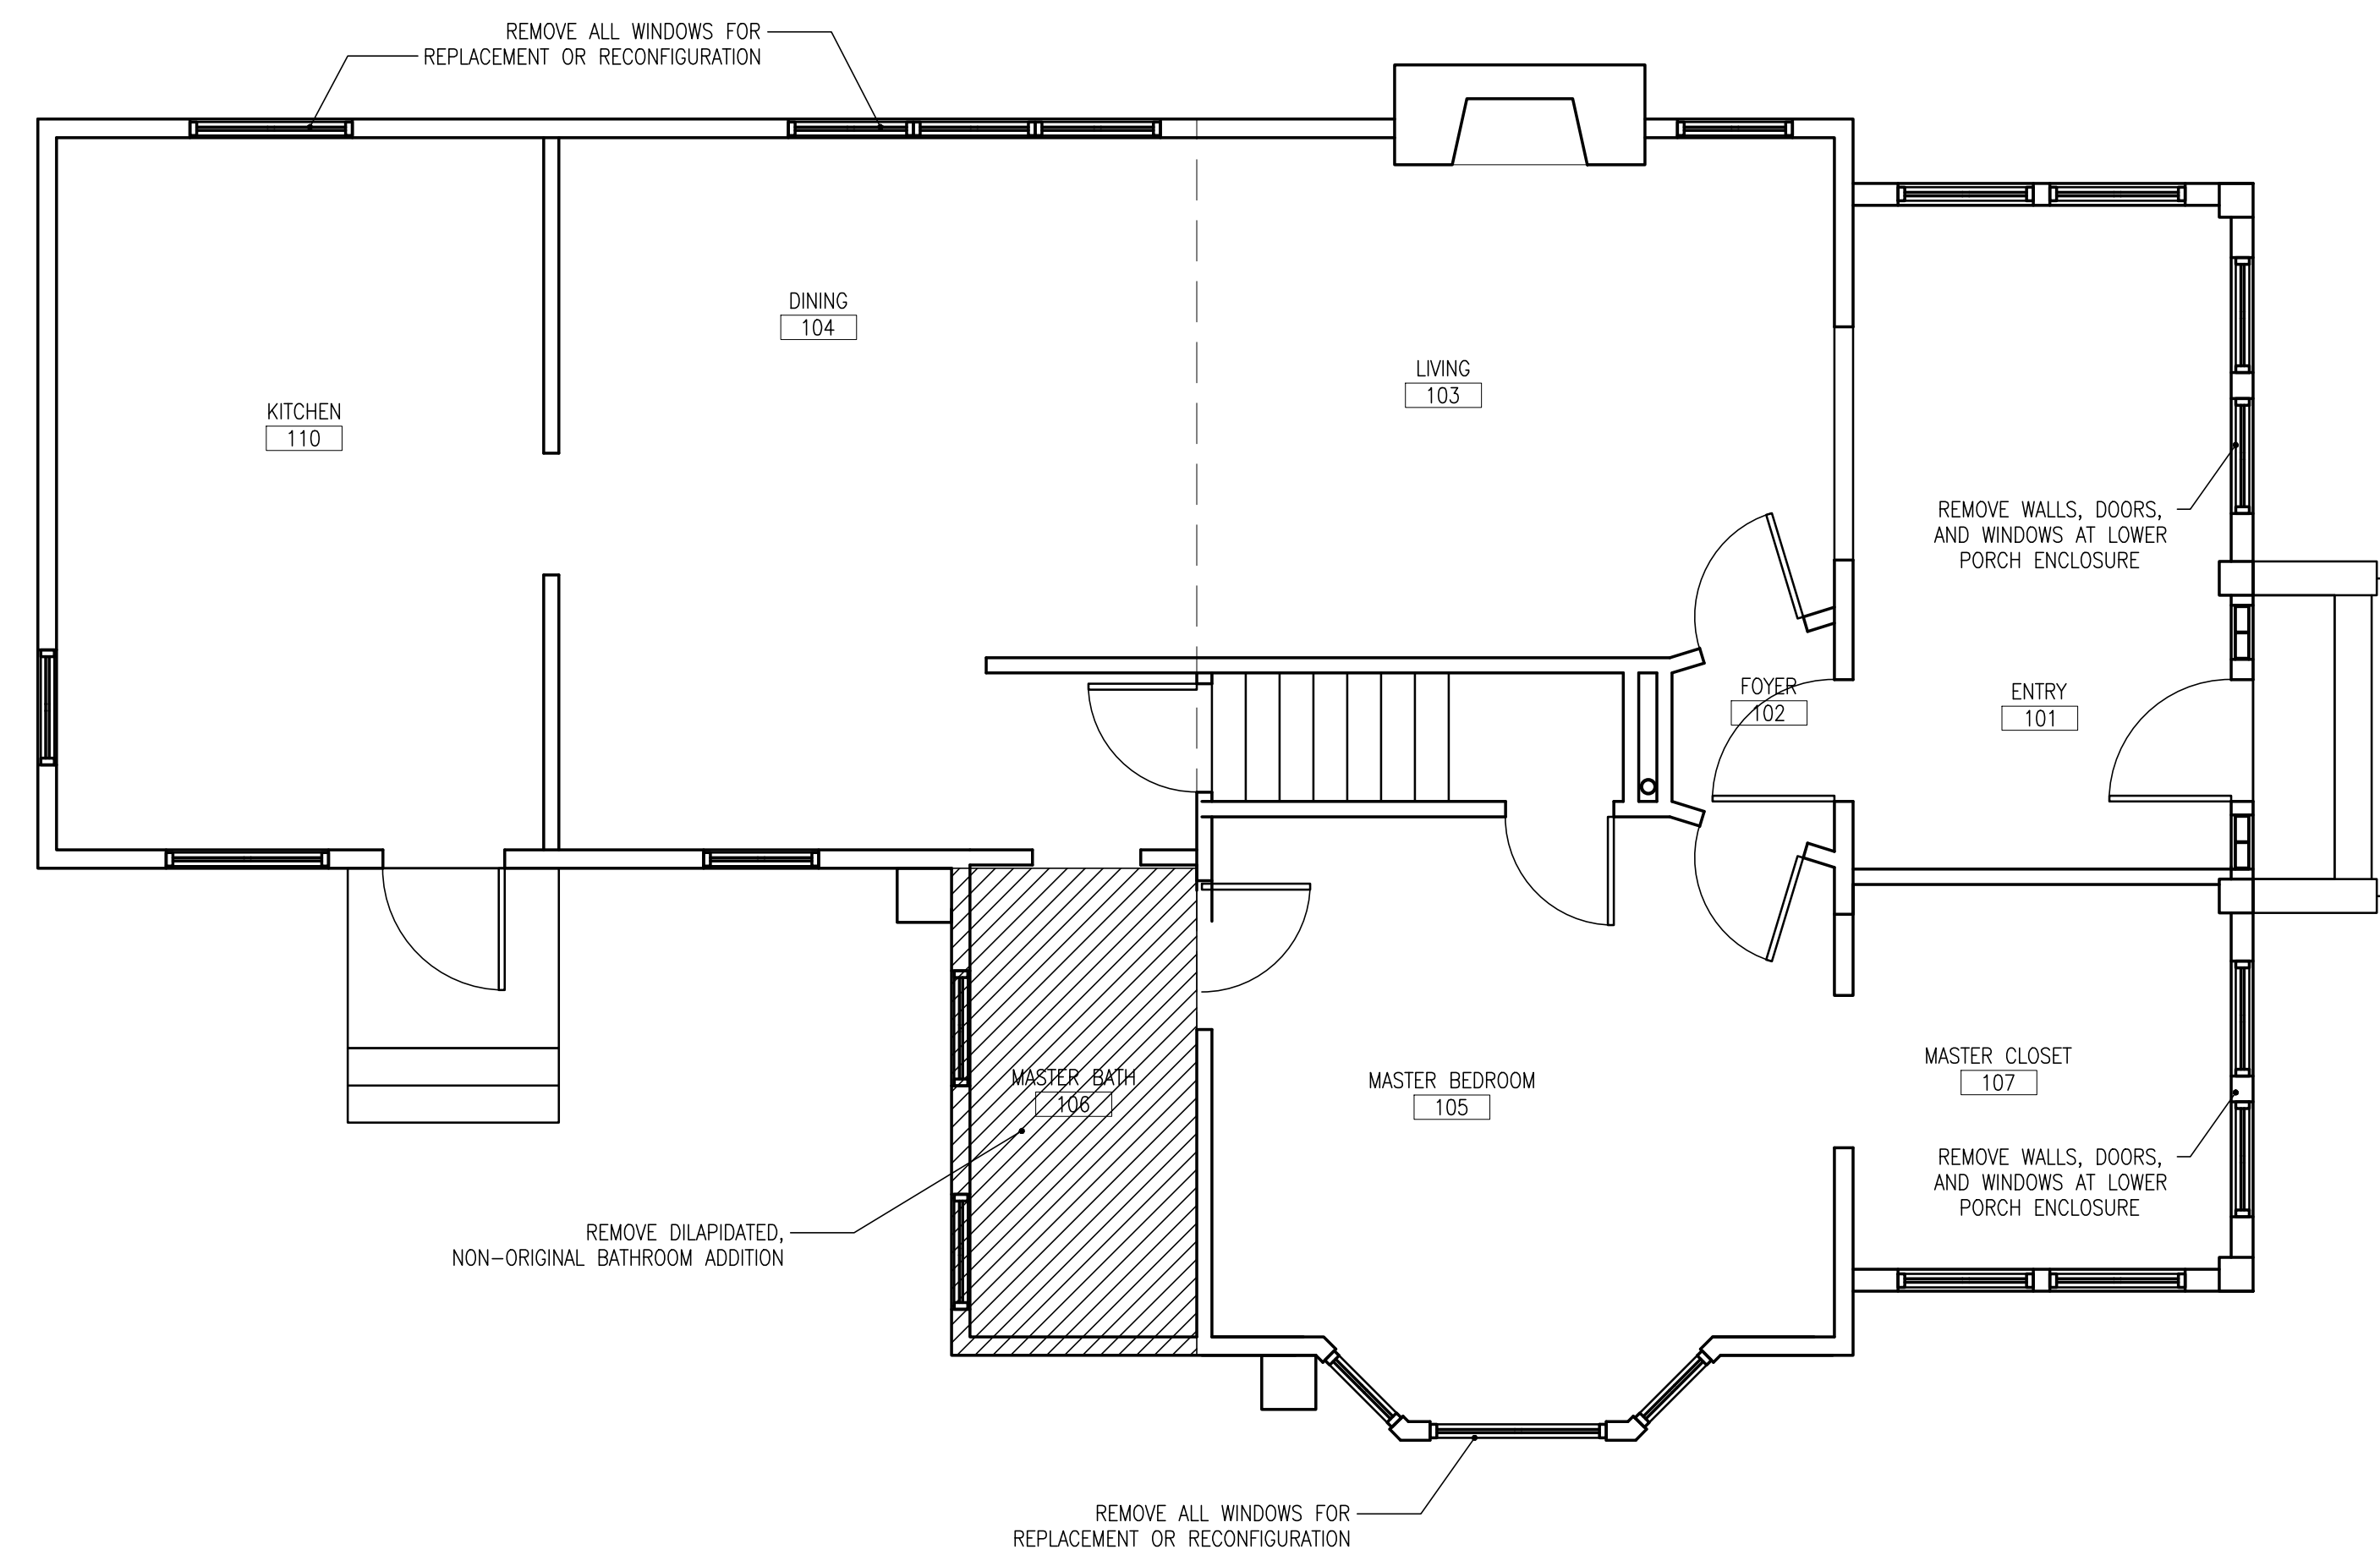 REMOVE ALL WINDOWS FOR
REPLACEMENT OR RECONFIGURATION
DINING
104
LIVING
103
KITCHEN
110
REMOVE WALLS, DOORS,
AND WINDOWS AT LOWER
PORCH ENCLOSURE
FOYER
102
ENTRY
101
MASTER BATH
106
MASTER BEDROOM
105
MASTER CLOSET
107
REMOVE WALLS, DOORS,
AND WINDOWS AT LOWER
PORCH ENCLOSURE
REMOVE DILAPIDATED,
NON-ORIGINAL BATHROOM ADDITION
REMOVE ALL WINDOWS FOR
REPLACEMENT OR RECONFIGURATION